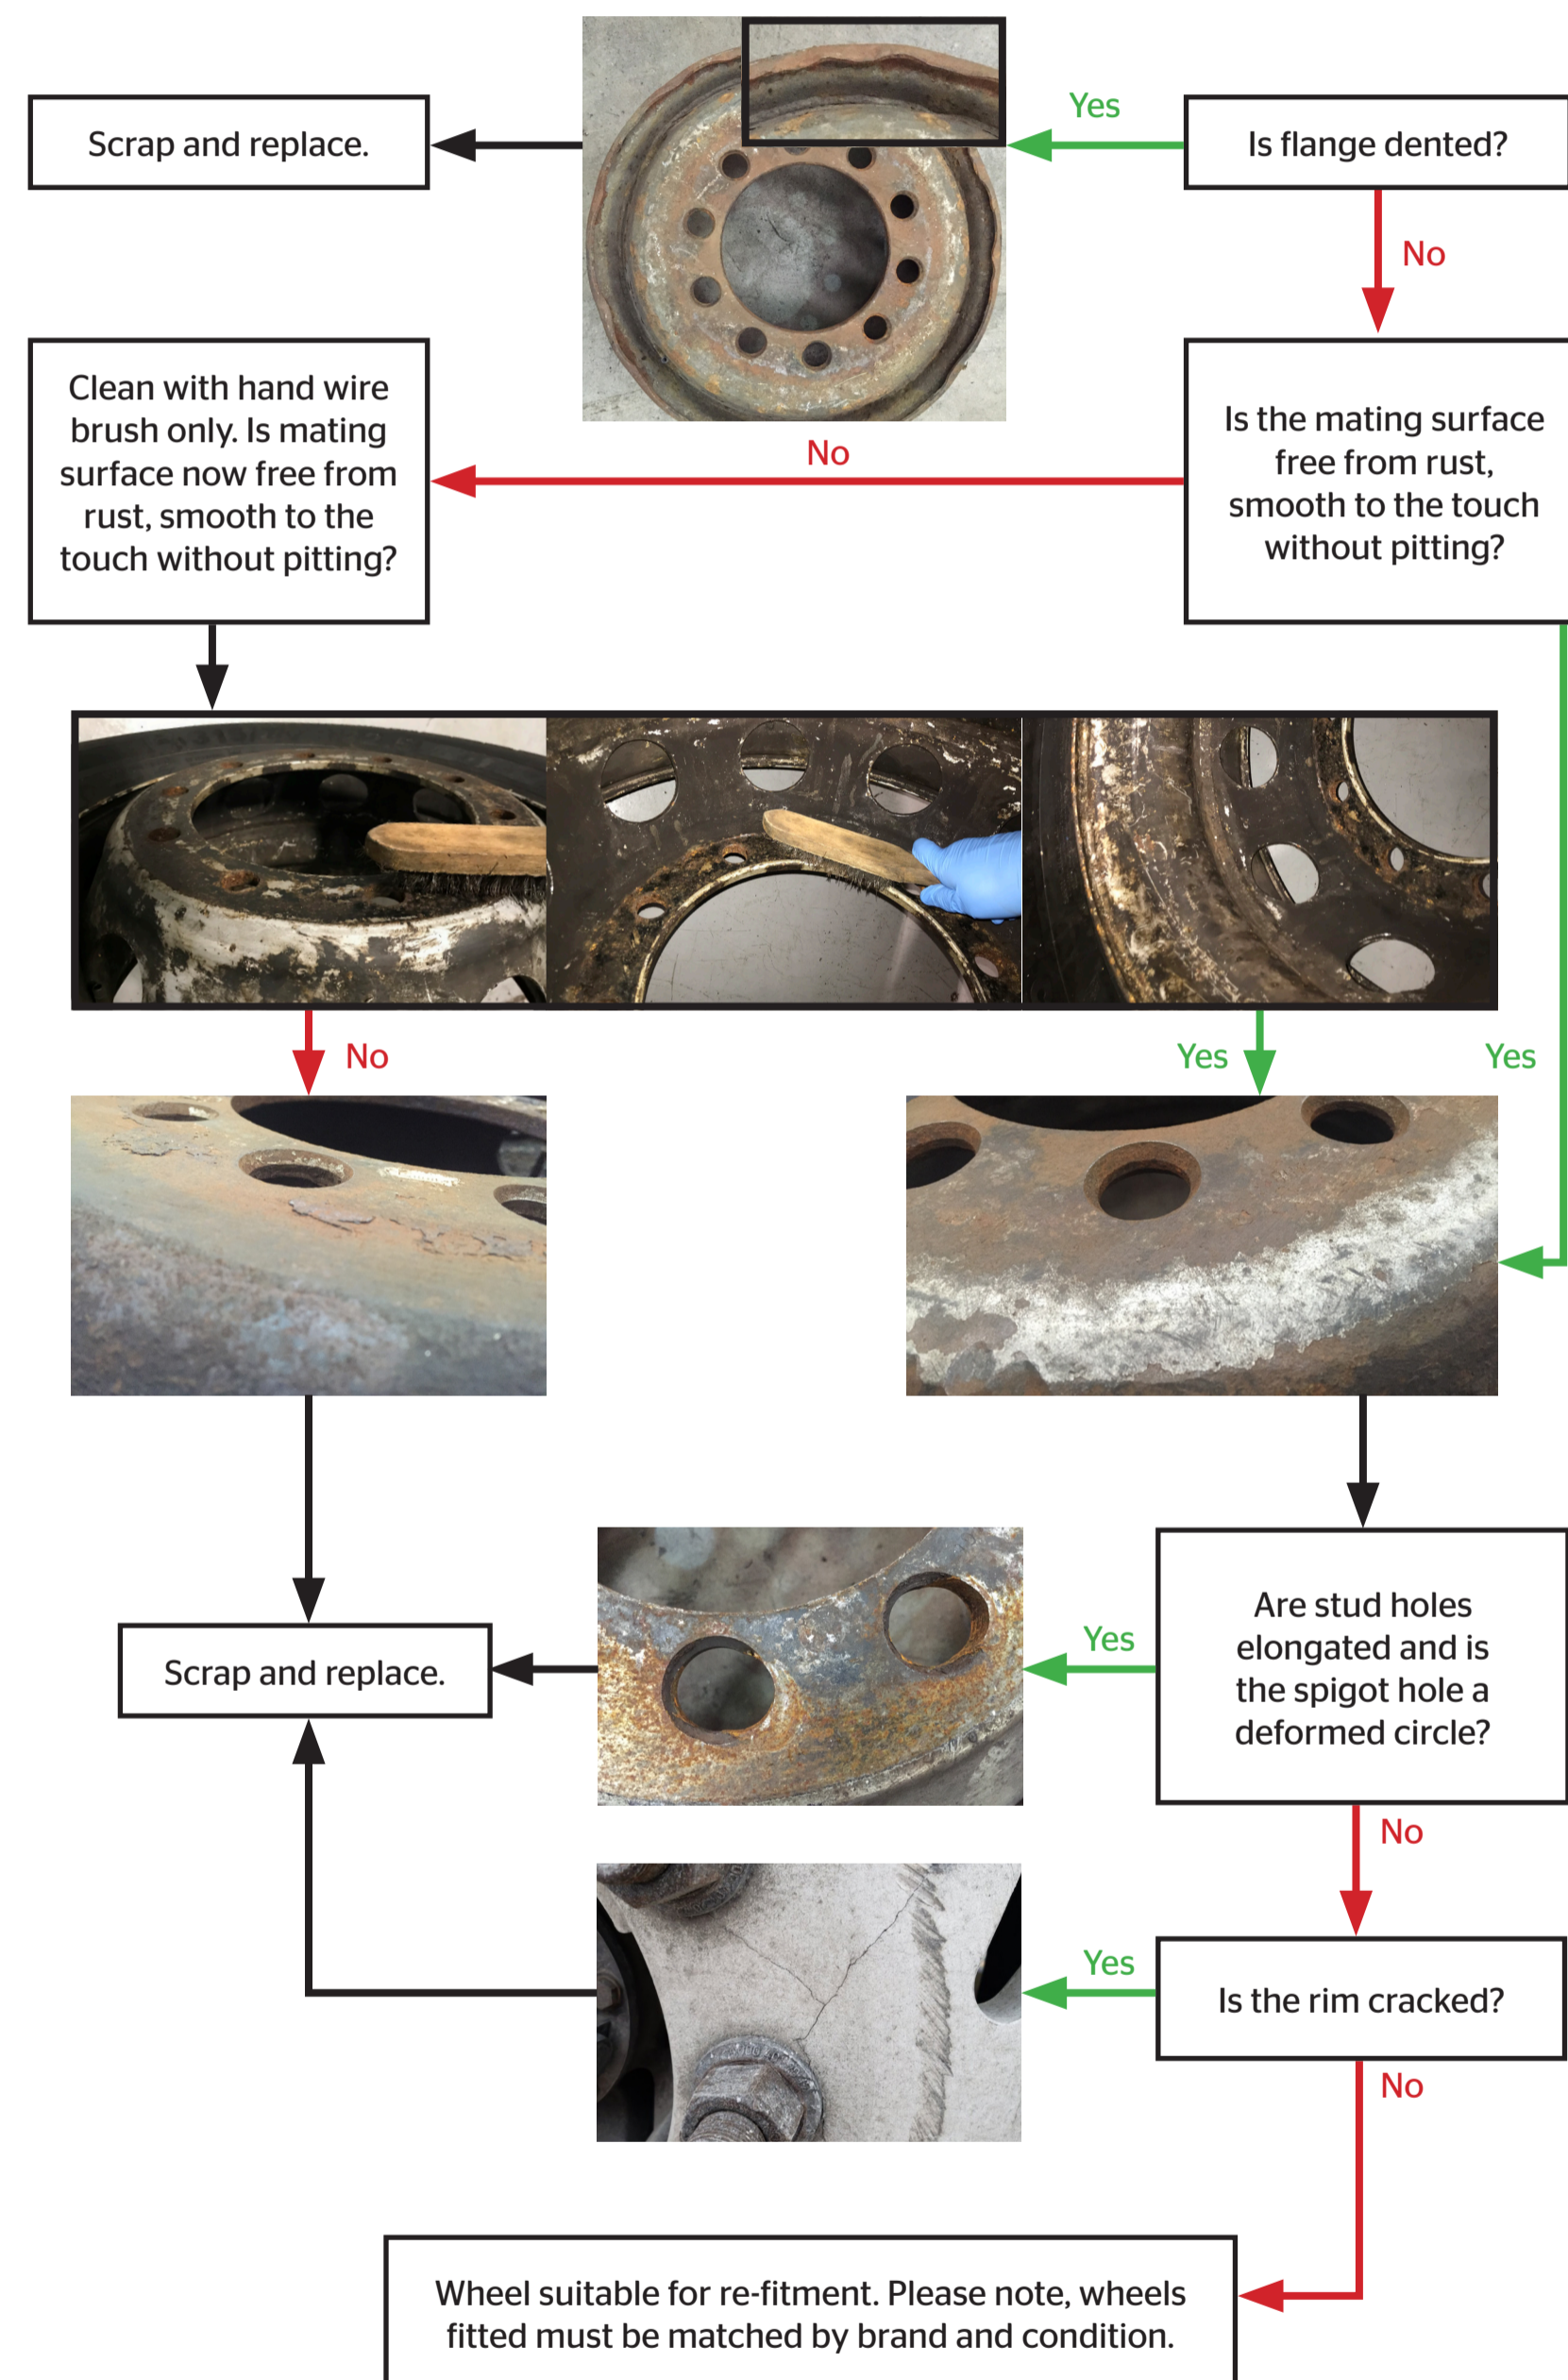 Scrap and replace.
Yes
Is flange dented?
No
Clean with hand wire
brush only. Is mating
surface now free from
rust, smooth to the
touch without pitting?
No
Is the mating surface
free from rust,
smooth to the touch
without pitting?
No
Yes
Yes
Scrap and replace.
Yes
Are stud holes
elongated and is
the spigot hole a
deformed circle?
No
Yes
Is the rim cracked?
No
Wheel suitable for re-fitment. Please note, wheels
fitted must be matched by brand and condition.